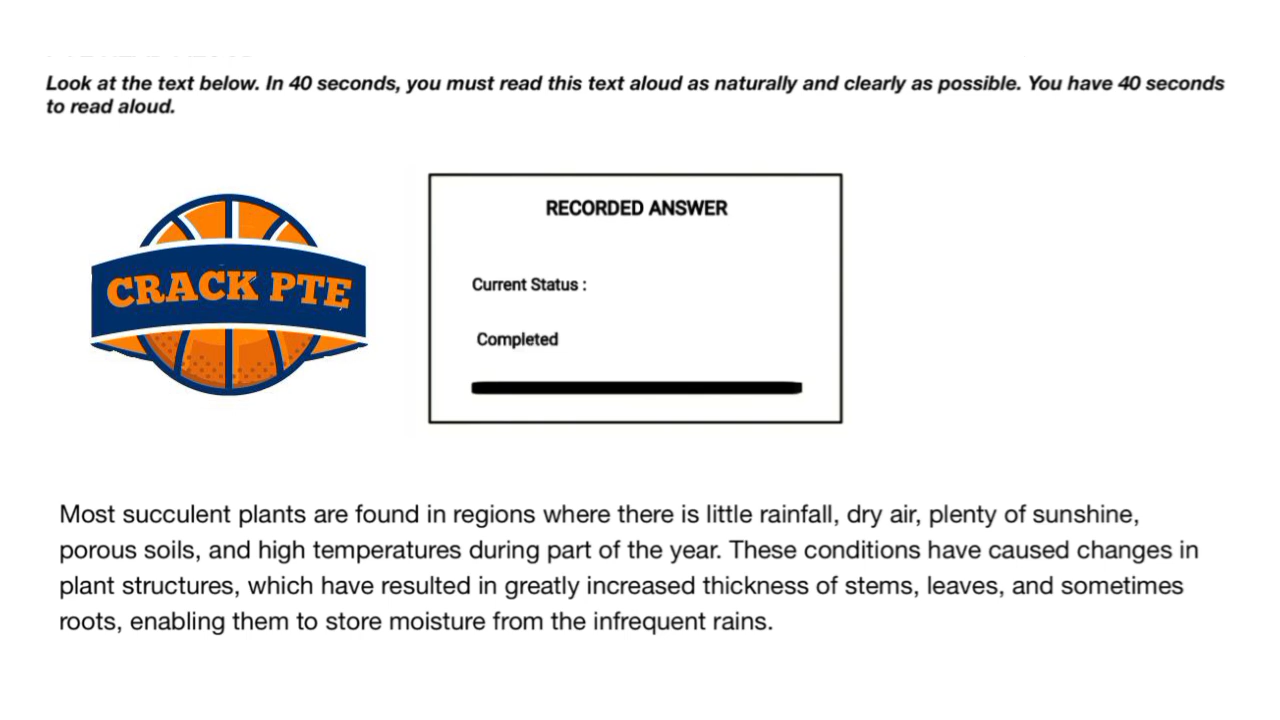 Look at the text below. In 40 seconds, you must read this text aloud as naturally and clearly as possible. You have 40 seconds
to read aloud.
CRACK PTE
RECORDED ANSWER
Current Status :
Completed
Most succulent plants are found in regions where there is little rainfall, dry air, plenty of sunshine,
porous soils, and high temperatures during part of the year. These conditions have caused changes in
plant structures, which have resulted in greatly increased thickness of stems, leaves, and sometimes
roots, enabling them to store moisture from the infrequent rains.